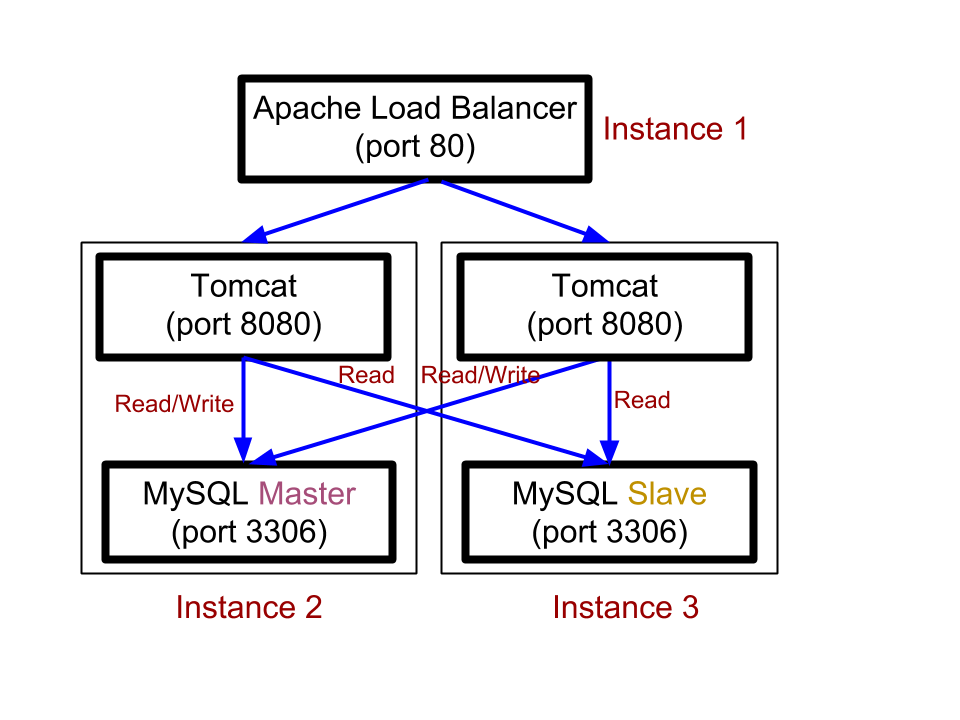 Apache Load Balancer
(port 80)
Instance 1
Tomcat
(port 8080)
Tomcat
(port 8080)
Read
Read/Write
Read/Write
Read
MySQL Master
(port 3306)
MySQL Slave
(port 3306)
Instance 2
Instance 3